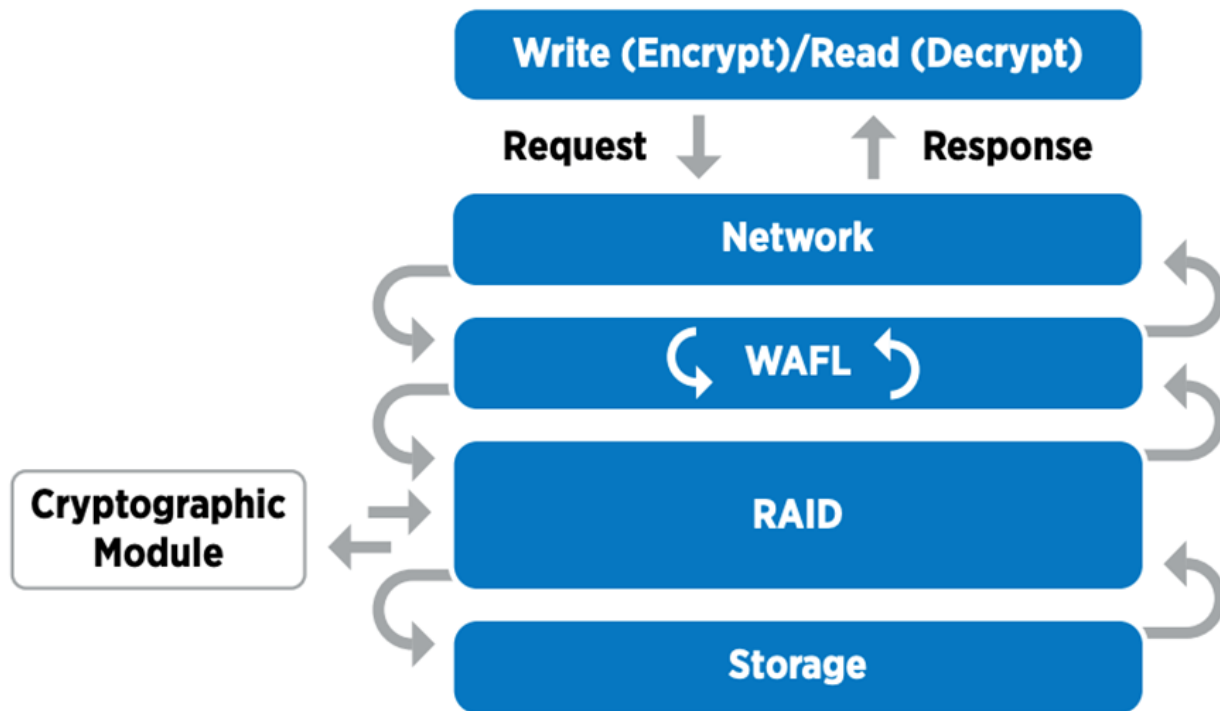 Write (Encrypt)/Read (Decrypt)
Request
Response
Network
WAFL
RAID
Cryptographic
Module
Storage